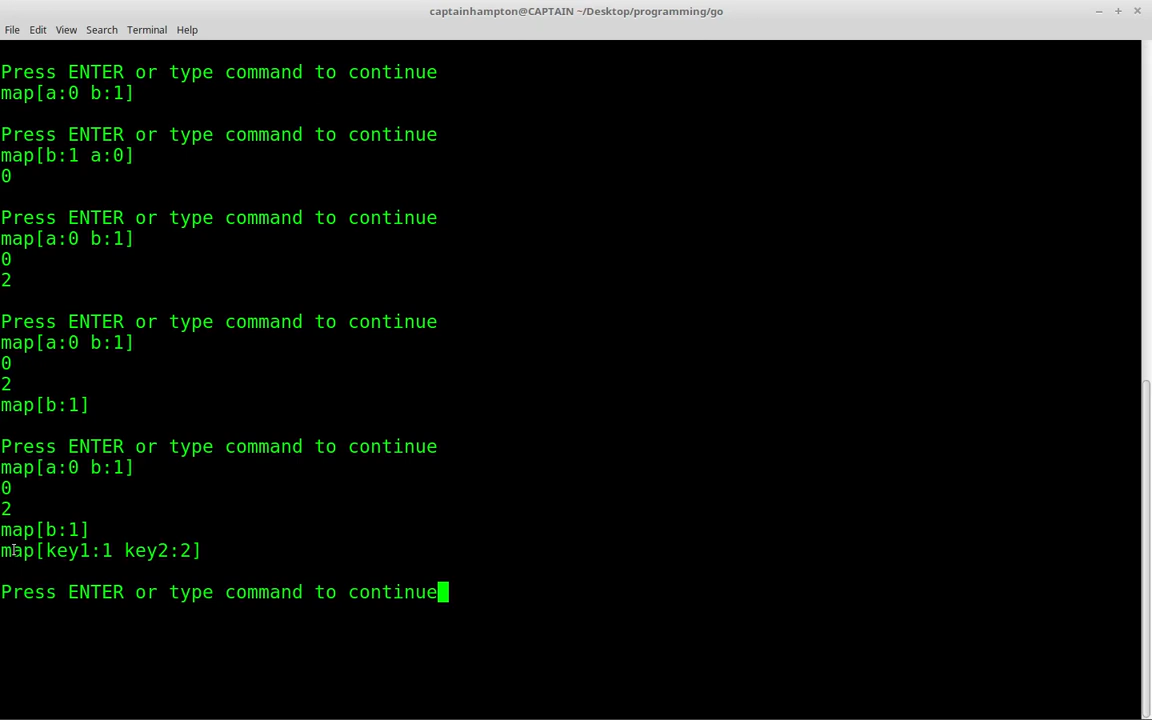 captainhampton@CAPTAIN ~/Desktop/programming/go
File Edit View Search Terminal Help
Press ENTER or type command to continue
map[a:0 b:1]
Press ENTER or type command to continue
map[b:1 a:0]
0
Press ENTER or type command to continue
map[a:0 b:1]
0
2
Press ENTER or type command to continue
map[a:0 b:1]
0
2
map[b:1]
Press ENTER or type command to continue
map[a:0 b:1]
0
2
map[b:1]
map[key1:1 key2:2]
Press ENTER or type command to continue